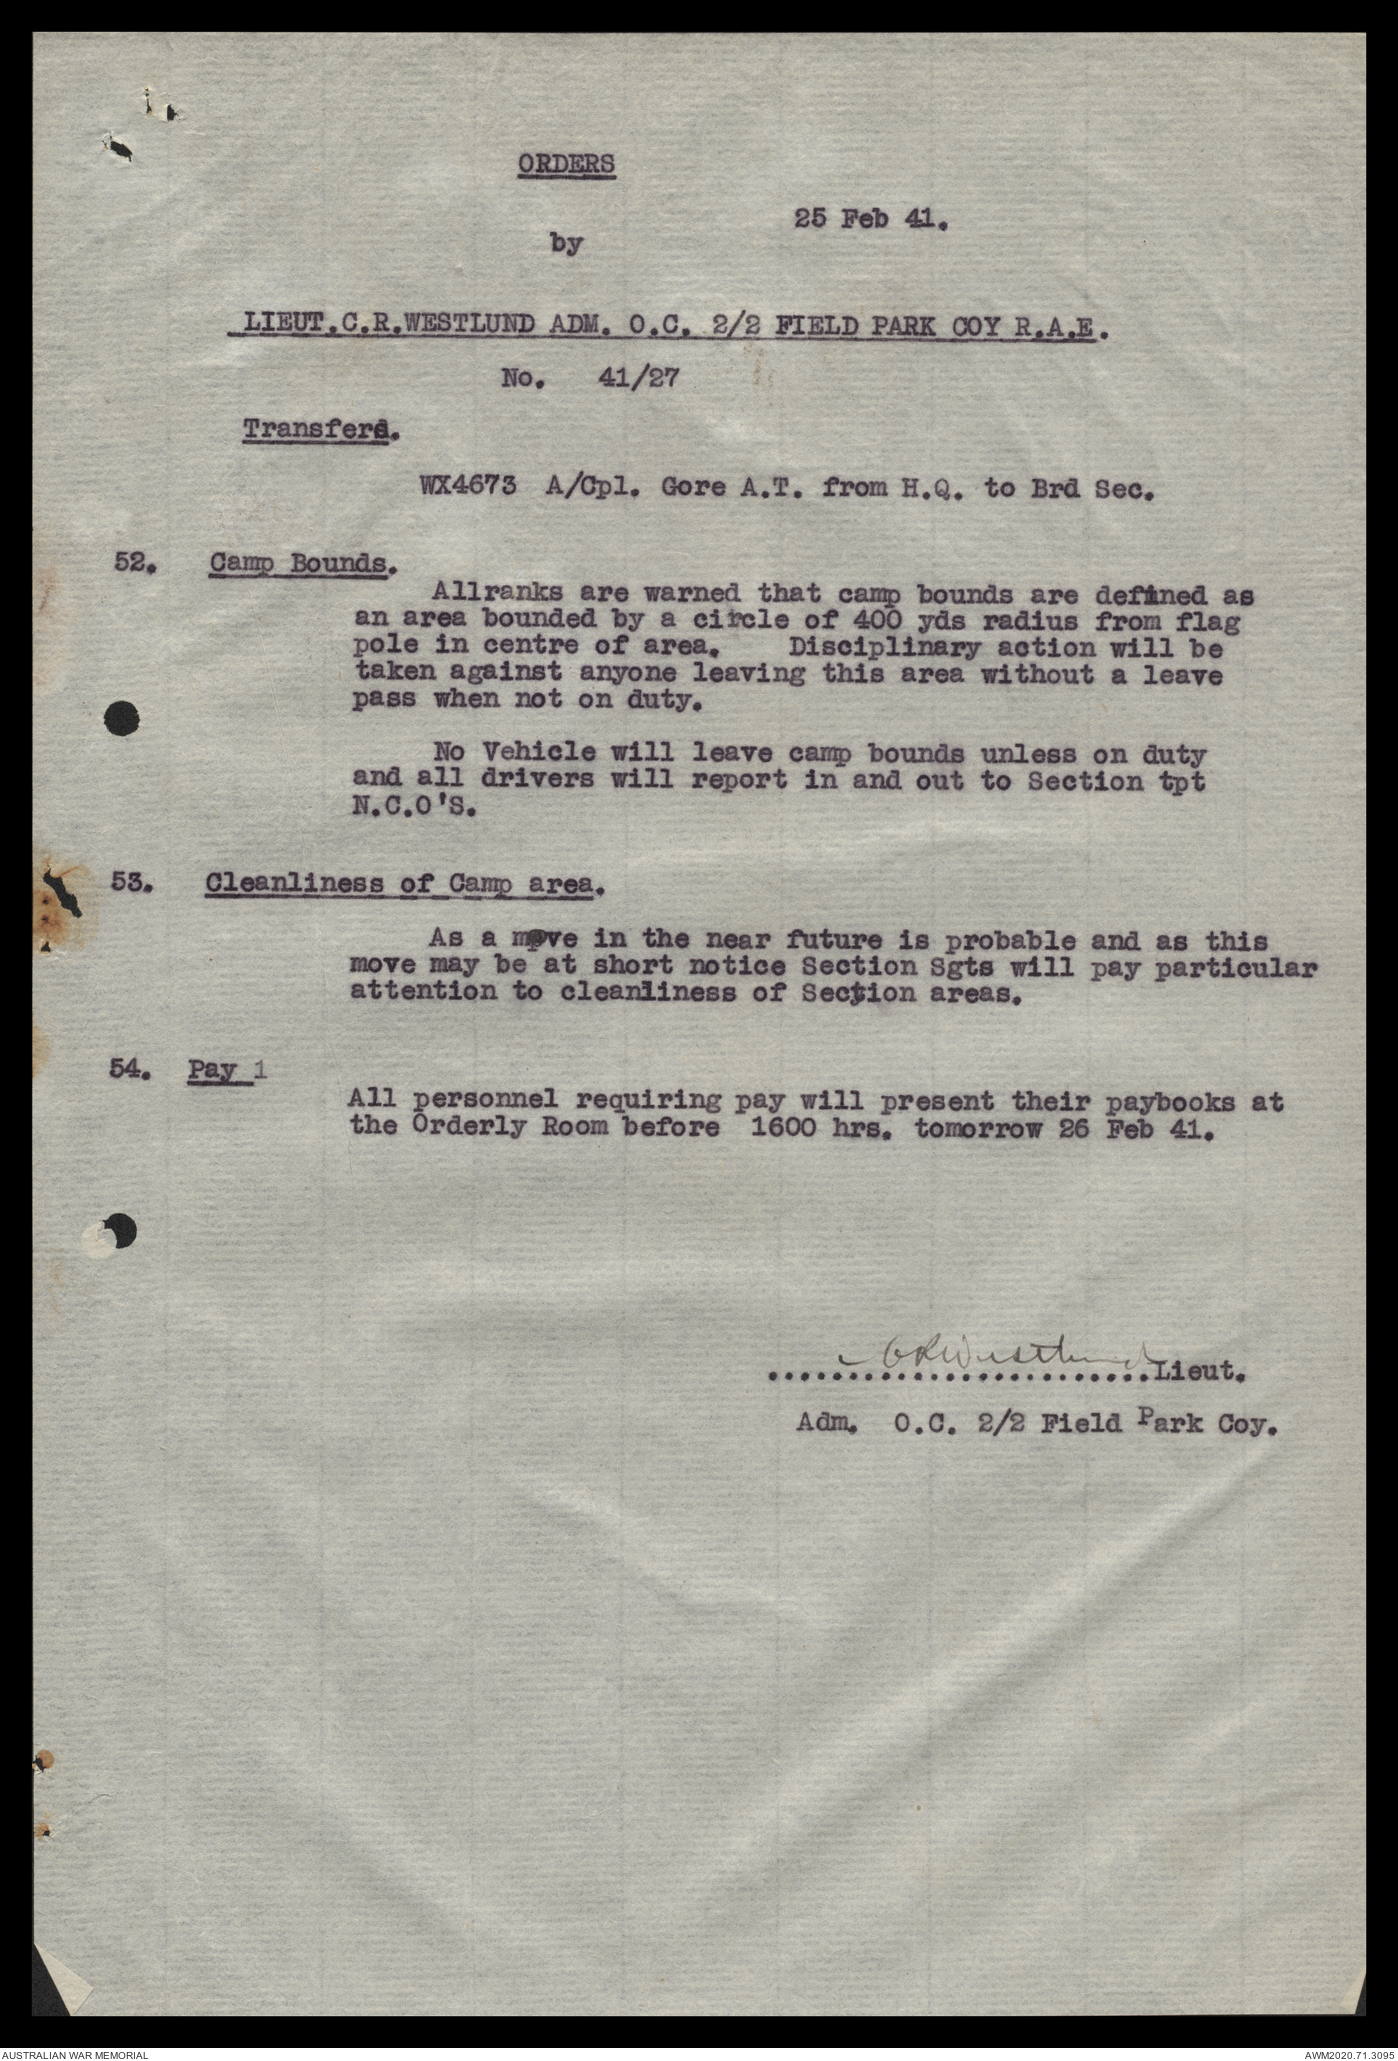 ORDERS
25 Feb 41.
by
LIEUT.C.R.WESTLUND ADM. O.C. 2/2 FIELD PARK COY R.A.E.
No. 41/27
Transfers.
WX4673 A/Cpl. Gore A.T. from H.Q. to Brd Sec.
52. Camp Bounds.
Allranks are warned that camp bounds are defined as
an area bounded by a circle of 400 yds radius from flag
pole in centre of area. Disciplinary action will be
taken against anyone leaving this area without a leave
pass when not on duty.
No Vehicle will leave camp bounds unless on duty
and all drivers will report in and out to Section tpt
N.C.O'S.
53. Cleanliness of Camp area.
As a move in the near future is probable and as this
move may be at short notice Section Sgts will pay particular
attention to cleanliness of Section areas.
54. Pay 1
All personnel requiring pay will present their paybooks at
the Orderly Room before 1600 hrs. tomorrow 26 Feb 41.
CRWestlund
........................Lieut.
Adm. O.C. 2/2 Field Park Coy.
AUSTRALIAN WAR MEMORIAL
AWM2020.71.3095